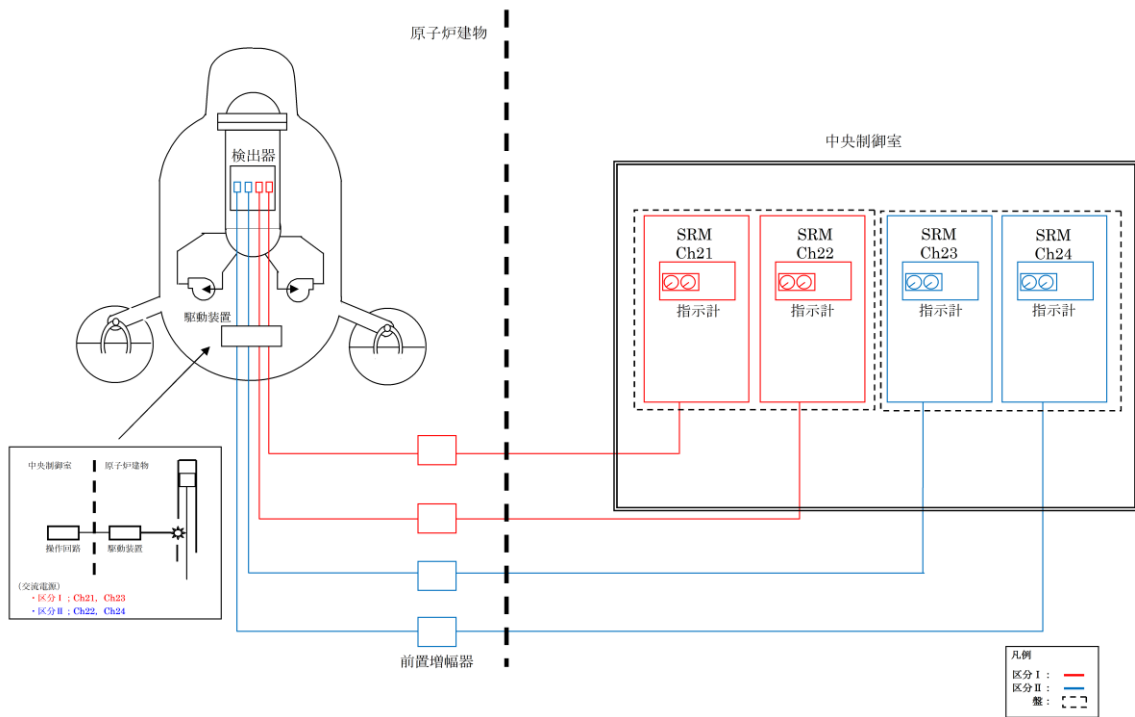 原子炉建物
中央制御室
検出器
SRM
Ch21
指示計
SRM
Ch22
指示計
SRM
Ch23
指示計
SRM
Ch24
指示計
駆動装置
中央制御室
原子炉建物
操作回路
駆動装置
(交流電源)
・区分Ⅰ；Ch21, Ch23
・区分Ⅱ；Ch22, Ch24
前置増幅器
凡例
区分Ⅰ：
区分Ⅱ：
盤：